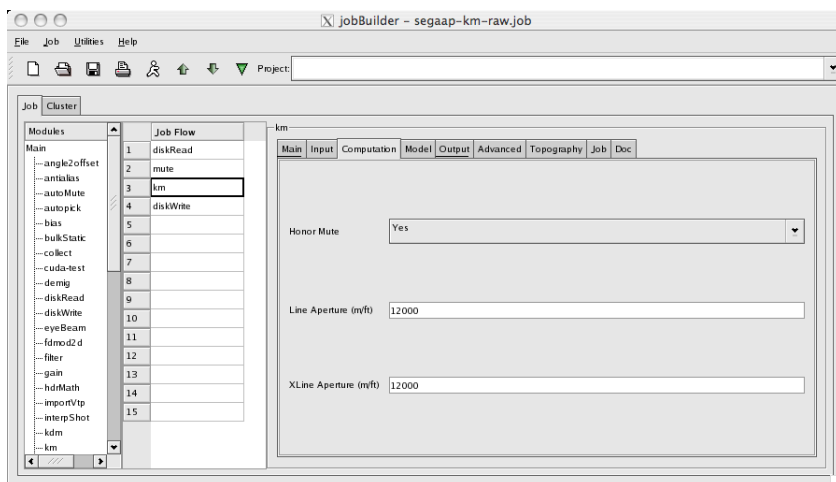 jobBuilder - segaap-km-raw.job
File Job Utilities Help
Project:
Job Cluster
Modules
Main
angle2offset
antialias
autoMute
autopick
bias
bulkStatic
collect
cuda-test
demig
diskRead
diskWrite
eyeBeam
fdmod2d
filter
gain
hdrMath
importVtp
interpShot
kdm
km
Job Flow
1 diskRead
2 mute
3 km
4 diskWrite
5
6
7
8
9
10
11
12
13
14
15
km
Main Input Computation Model Output Advanced Topography Job Doc
Honor Mute Yes
Line Aperture (m/ft) 12000
XLine Aperture (m/ft) 12000